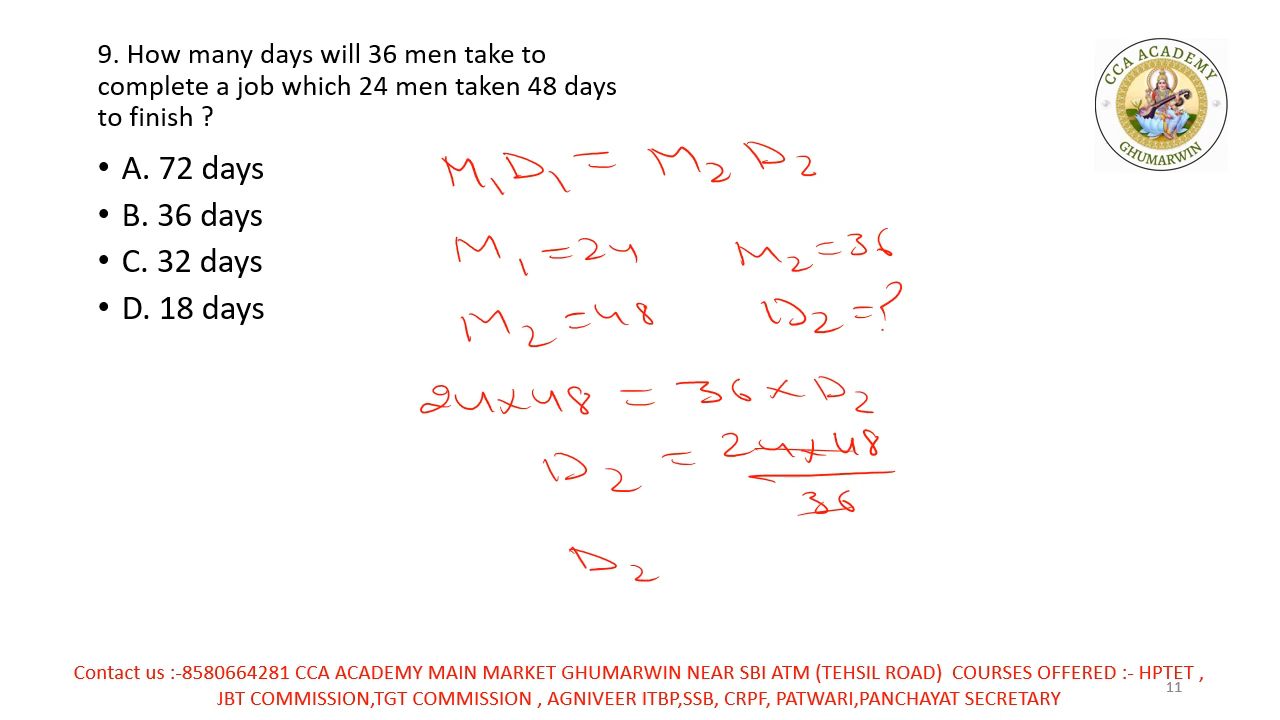 9. How many days will 36 men take to
complete a job which 24 men taken 48 days
to finish ?
• A. 72 days
• B. 36 days
• C. 32 days
• D. 18 days
CCA ACADEMY
GHUMARWIN
M₁D₁ = M₂ D₂
M₁ = 24 M₂ = 36
M₂ = 48 D₂ = ?
24 × 48 = 36 × D₂
D₂ = 24 × 48 / 36
D₂
Contact us :-8580664281 CCA ACADEMY MAIN MARKET GHUMARWIN NEAR SBI ATM (TEHSIL ROAD) COURSES OFFERED :- HPTET ,
JBT COMMISSION,TGT COMMISSION , AGNIVEER ITBP,SSB, CRPF, PATWARI,PANCHAYAT SECRETARY
11